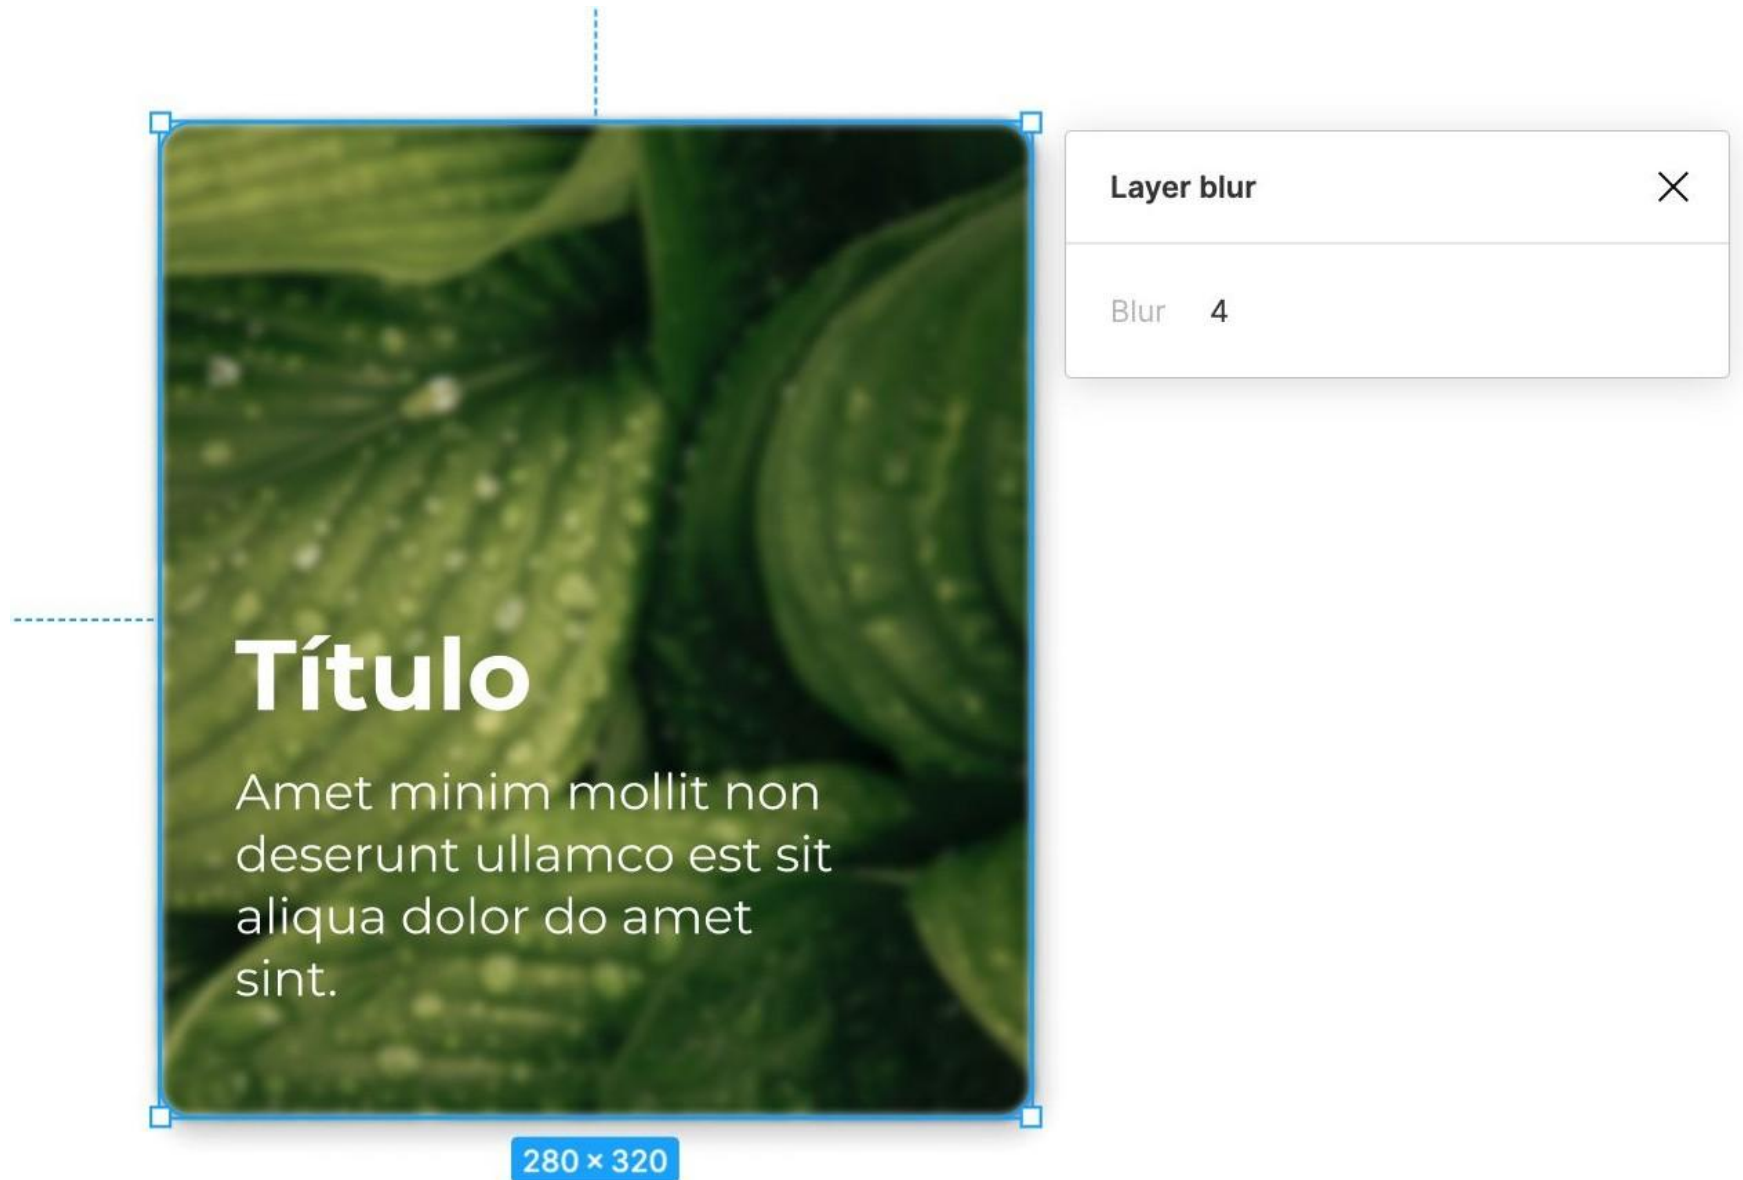 Layer blur
Blur 4
Título
Amet minim mollit non
deserunt ullamco est sit
aliqua dolor do amet
sint.
280 × 320